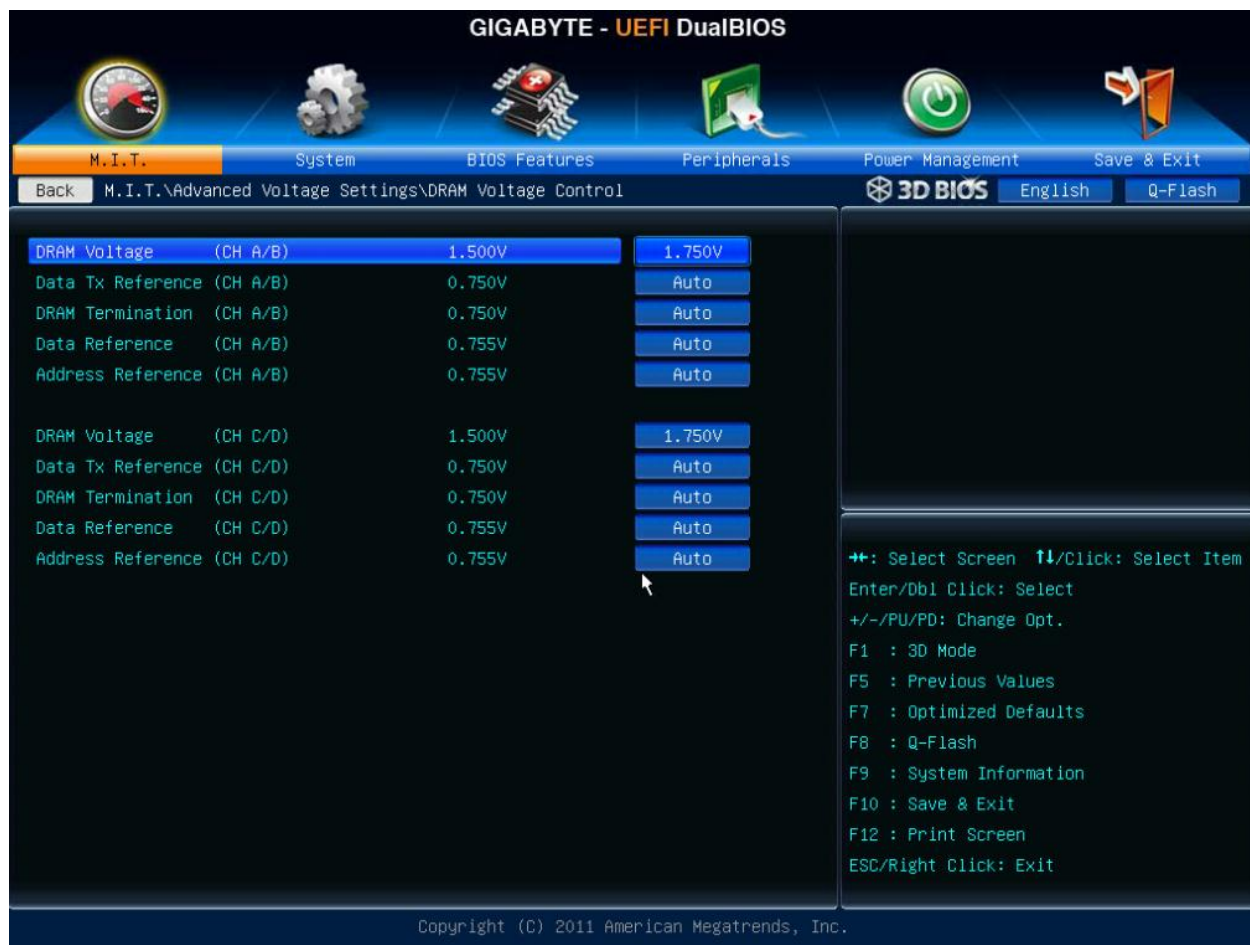 GIGABYTE - UEFI DualBIOS
M.I.T. System BIOS Features Peripherals Power Management Save & Exit
Back M.I.T.\Advanced Voltage Settings\DRAM Voltage Control 3D BIOS English Q-Flash
DRAM Voltage (CH A/B) 1.500V 1.750V
Data Tx Reference (CH A/B) 0.750V Auto
DRAM Termination (CH A/B) 0.750V Auto
Data Reference (CH A/B) 0.755V Auto
Address Reference (CH A/B) 0.755V Auto
DRAM Voltage (CH C/D) 1.500V 1.750V
Data Tx Reference (CH C/D) 0.750V Auto
DRAM Termination (CH C/D) 0.750V Auto
Data Reference (CH C/D) 0.755V Auto
Address Reference (CH C/D) 0.755V Auto
→←: Select Screen ↑↓/Click: Select Item
Enter/Dbl Click: Select
+/-/PU/PD: Change Opt.
F1 : 3D Mode
F5 : Previous Values
F7 : Optimized Defaults
F8 : Q-Flash
F9 : System Information
F10 : Save & Exit
F12 : Print Screen
ESC/Right Click: Exit
Copyright (C) 2011 American Megatrends, Inc.